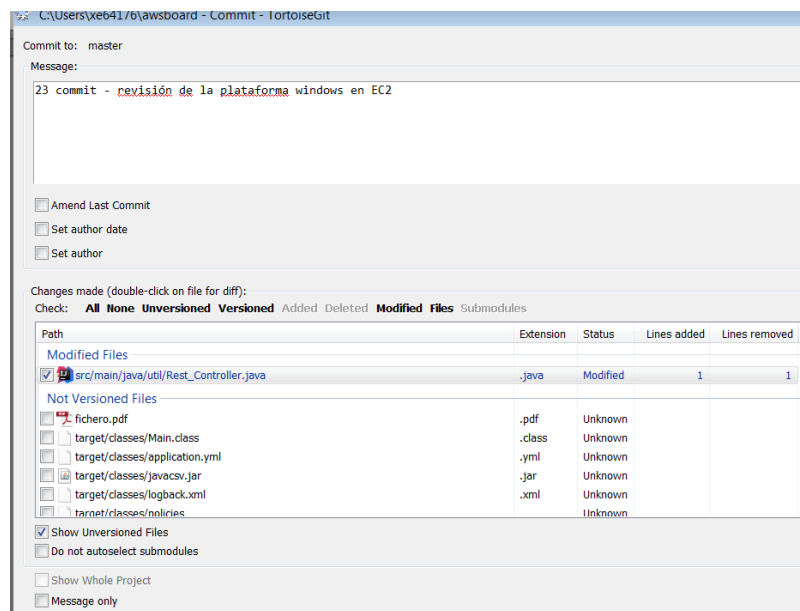 C:\Users\xe64176\awsboard - Commit - TortoiseGit
Commit to: master
Message:
23 commit - revisión de la plataforma windows en EC2
Amend Last Commit
Set author date
Set author
Changes made (double-click on file for diff):
Check: All None Unversioned Versioned Added Deleted Modified Files Submodules
Path Extension Status Lines added Lines removed
Modified Files
src/main/java/util/Rest_Controller.java .java Modified 1 1
Not Versioned Files
fichero.pdf .pdf Unknown
target/classes/Main.class .class Unknown
target/classes/application.yml .yml Unknown
target/classes/javacsv.jar .jar Unknown
target/classes/logback.xml .xml Unknown
target/classes/policies Unknown
Show Unversioned Files
Do not autoselect submodules
Show Whole Project
Message only